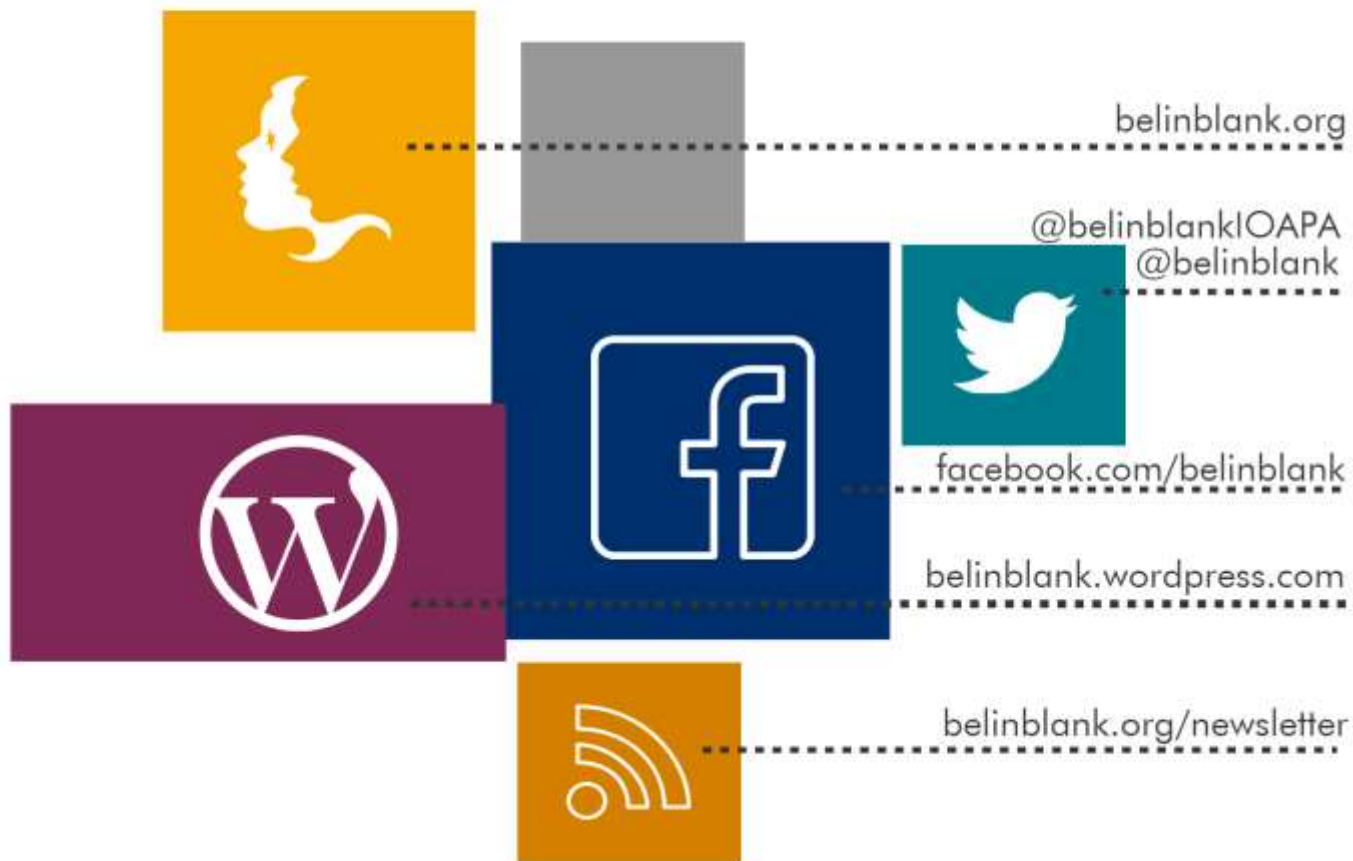 belinblank.org
@belinblankIOAPA
@belinblank
facebook.com/belinblank
belinblank.wordpress.com
belinblank.org/newsletter